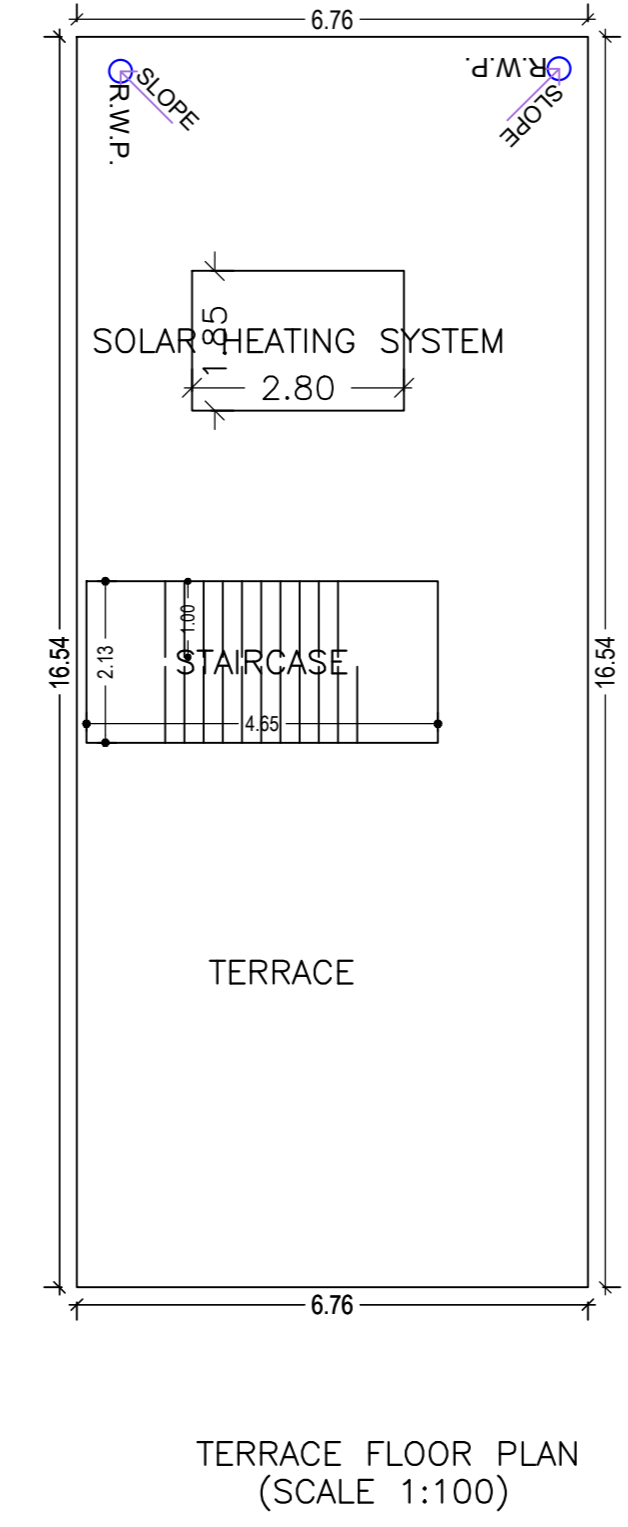 6.76
SLOPE
R.W.P.
R.W.P.
SLOPE
1.85
SOLAR HEATING SYSTEM
2.80
1.00
16.54
2.13
STAIRCASE
16.54
4.65
TERRACE
6.76
TERRACE FLOOR PLAN
(SCALE 1:100)